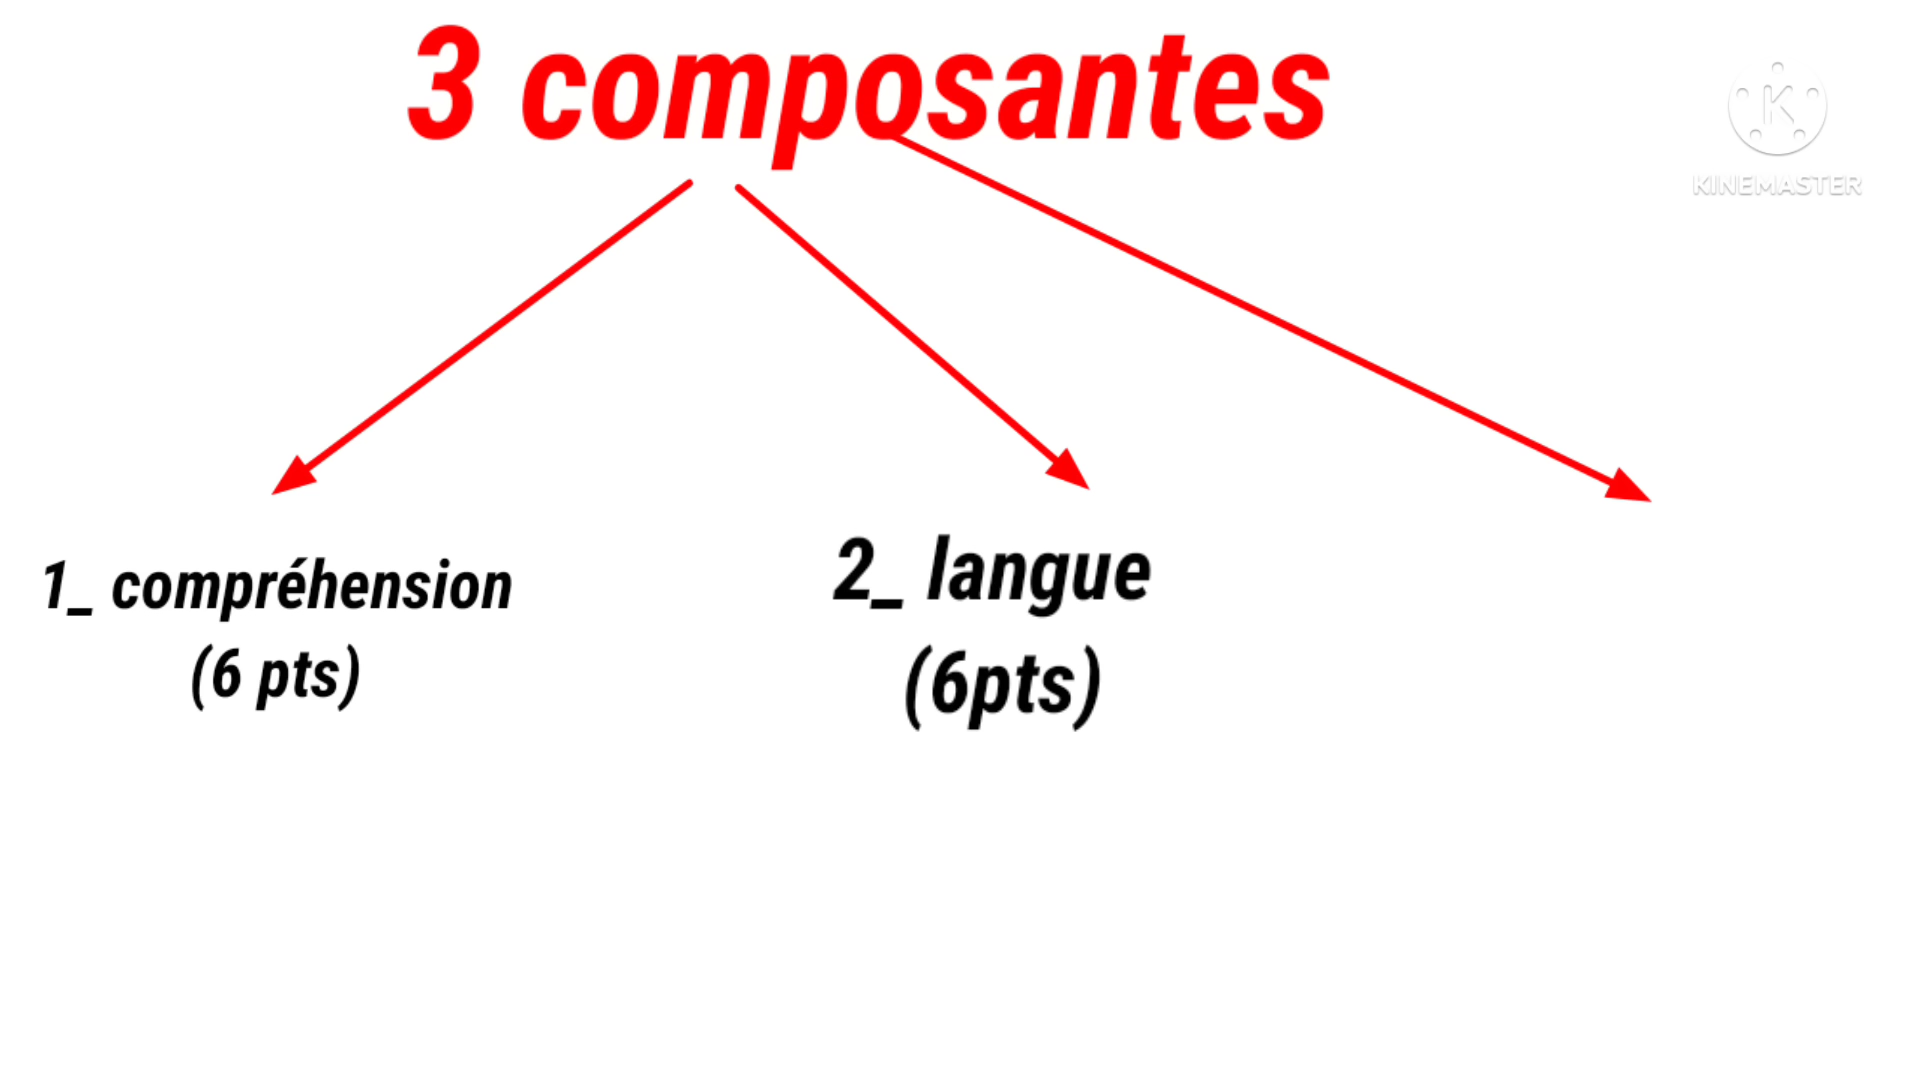 3 composantes
K
KINEMASTER
1_ compréhension
(6 pts)
2_ langue
(6pts)